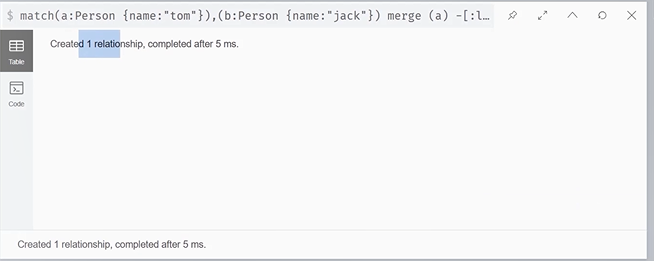 $ match(a:Person {name:"tom"}),(b:Person {name:"jack"}) merge (a) -[:l…
Created 1 relationship, completed after 5 ms.
Table
Code
Created 1 relationship, completed after 5 ms.